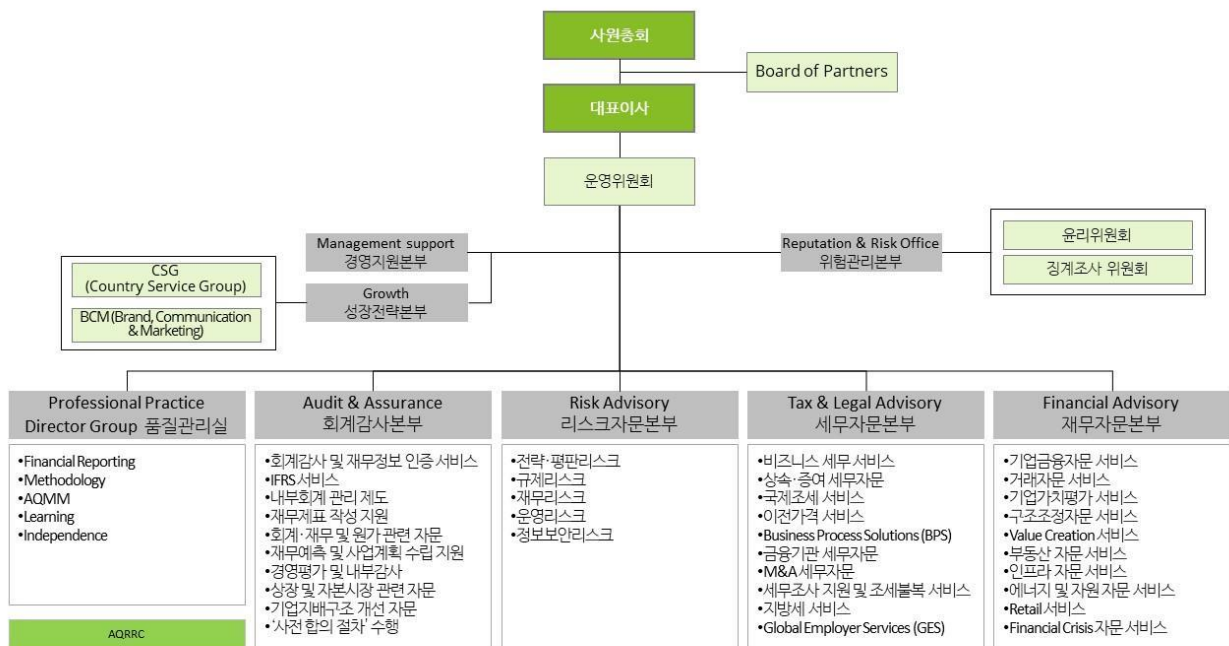 사원총회
Board of Partners
대표이사
운영위원회
Management support
경영지원본부
Reputation & Risk Office
위험관리본부
윤리위원회
징계조사 위원회
CSG
(Country Service Group)
BCM (Brand, Communication
& Marketing)
Growth
성장전략본부
Professional Practice
Director Group 품질관리실
•Financial Reporting
•Methodology
•AQMM
•Learning
•Independence
AQRRC
Audit & Assurance
회계감사본부
•회계감사 및 재무정보 인증 서비스
•IFRS 서비스
•내부회계 관리 제도
•재무제표 작성 지원
•회계·재무 및 원가 관련 자문
•재무예측 및 사업계획 수립 지원
•경영평가 및 내부감사
•상장 및 자본시장 관련 자문
•기업지배구조 개선 자문
•‘사전 합의 절차’ 수행
Risk Advisory
리스크자문본부
•전략·평판리스크
•규제리스크
•재무리스크
•운영리스크
•정보보안리스크
Tax & Legal Advisory
세무자문본부
•비즈니스 세무 서비스
•상속·증여 세무자문
•국제조세 서비스
•이전가격 서비스
•Business Process Solutions (BPS)
•금융기관 세무자문
•M&A 세무자문
•세무조사 지원 및 조세불복 서비스
•지방세 서비스
•Global Employer Services (GES)
Financial Advisory
재무자문본부
•기업금융자문 서비스
•거래자문 서비스
•기업가치평가 서비스
•구조조정자문 서비스
•Value Creation 서비스
•부동산 자문 서비스
•인프라 자문 서비스
•에너지 및 자원 자문 서비스
•Retail 서비스
•Financial Crisis 자문 서비스